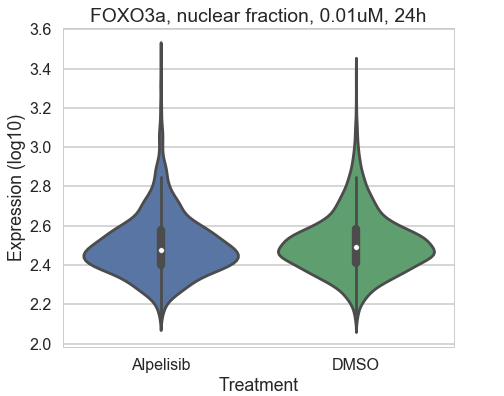 FOXO3a, nuclear fraction, 0.01uM, 24h
Expression (log10)
3.6
3.4
3.2
3.0
2.8
2.6
2.4
2.2
2.0
Alpelisib DMSO
Treatment